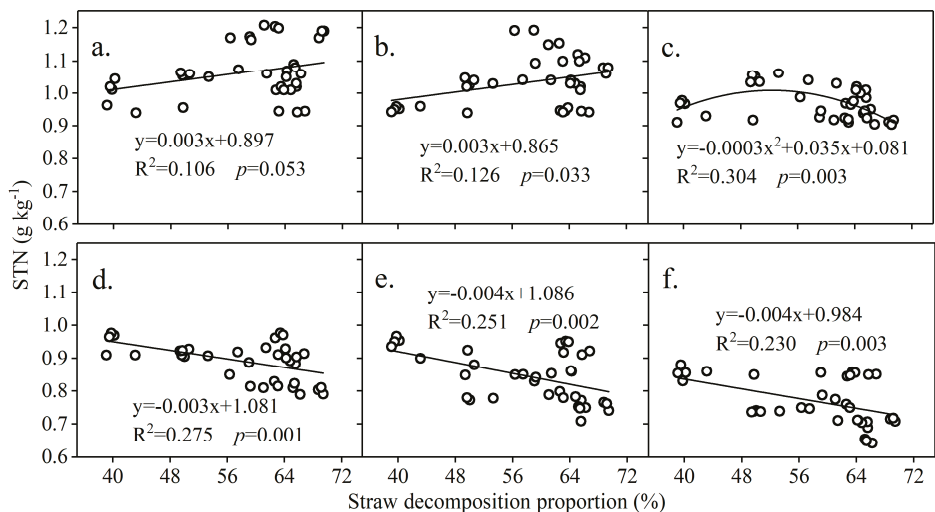 a.
b.
c.
1.2
1.1
1.0
0.9
0.8
0.7
0.6
y=0.003x+0.897
R²=0.106 p=0.053
y=0.003x+0.865
R²=0.126 p=0.033
y=-0.0003x²+0.035x+0.081
R²=0.304 p=0.003
STN (g kg⁻¹)
d.
e.
f.
1.2
1.1
1.0
0.9
0.8
0.7
0.6
y=-0.003x+1.081
R²=0.275 p=0.001
y=-0.004x+1.086
R²=0.251 p=0.002
y=-0.004x+0.984
R²=0.230 p=0.003
40 48 56 64 72
40 48 56 64 72
40 48 56 64 72
Straw decomposition proportion (%)